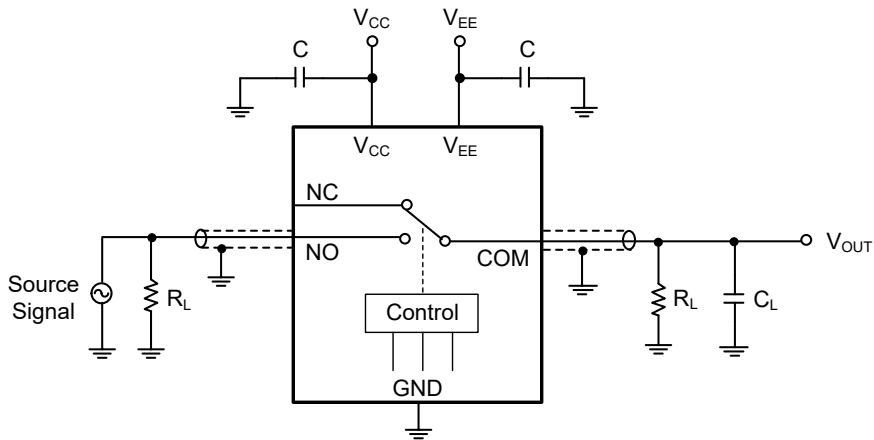 V_CC
V_EE
C
C
V_CC
V_EE
NC
NO
COM
V_OUT
Source
Signal
R_L
Control
R_L
C_L
GND